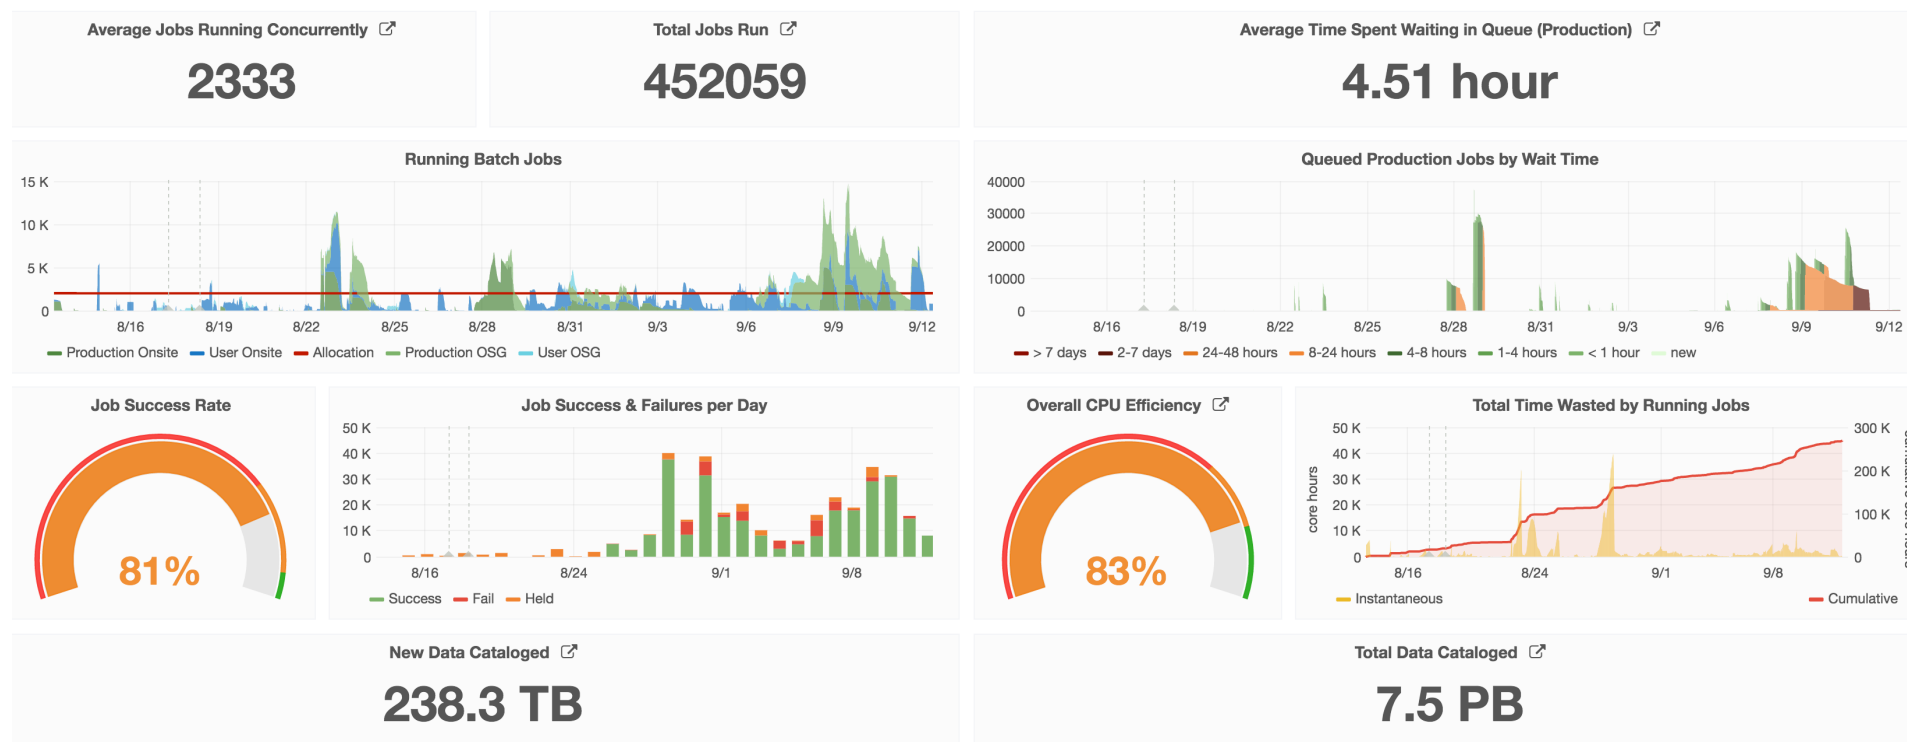 Average Jobs Running Concurrently
2333
Total Jobs Run
452059
Average Time Spent Waiting in Queue (Production)
4.51 hour
Running Batch Jobs
15 K
10 K
5 K
0
8/16 8/19 8/22 8/25 8/28 8/31 9/3 9/6 9/9 9/12
Production Onsite User Onsite Allocation Production OSG User OSG
Queued Production Jobs by Wait Time
40000
30000
20000
10000
0
8/16 8/19 8/22 8/25 8/28 8/31 9/3 9/6 9/9 9/12
> 7 days 2-7 days 24-48 hours 8-24 hours 4-8 hours 1-4 hours < 1 hour new
Job Success Rate
81%
Job Success & Failures per Day
50 K
40 K
30 K
20 K
10 K
0
8/16 8/24 9/1 9/8
Success Fail Held
Overall CPU Efficiency
83%
Total Time Wasted by Running Jobs
core hours
50 K
40 K
30 K
20 K
10 K
0
300 K
200 K
100 K
0
8/16 8/24 9/1 9/8
Instantaneous Cumulative
New Data Cataloged
238.3 TB
Total Data Cataloged
7.5 PB